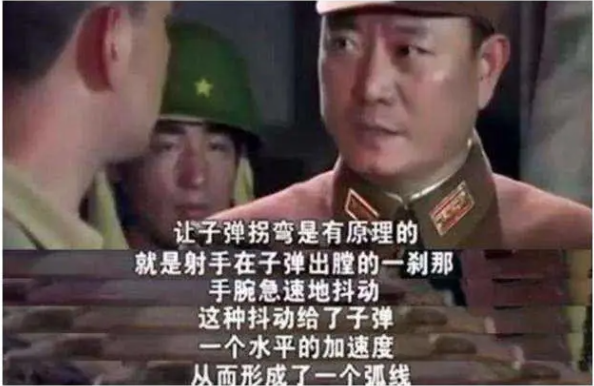 让子弹拐弯是有原理的
就是射手在子弹出膛的一刹那
手腕急速地抖动
这种抖动给了子弹
一个水平的加速度
从而形成了一个弧线